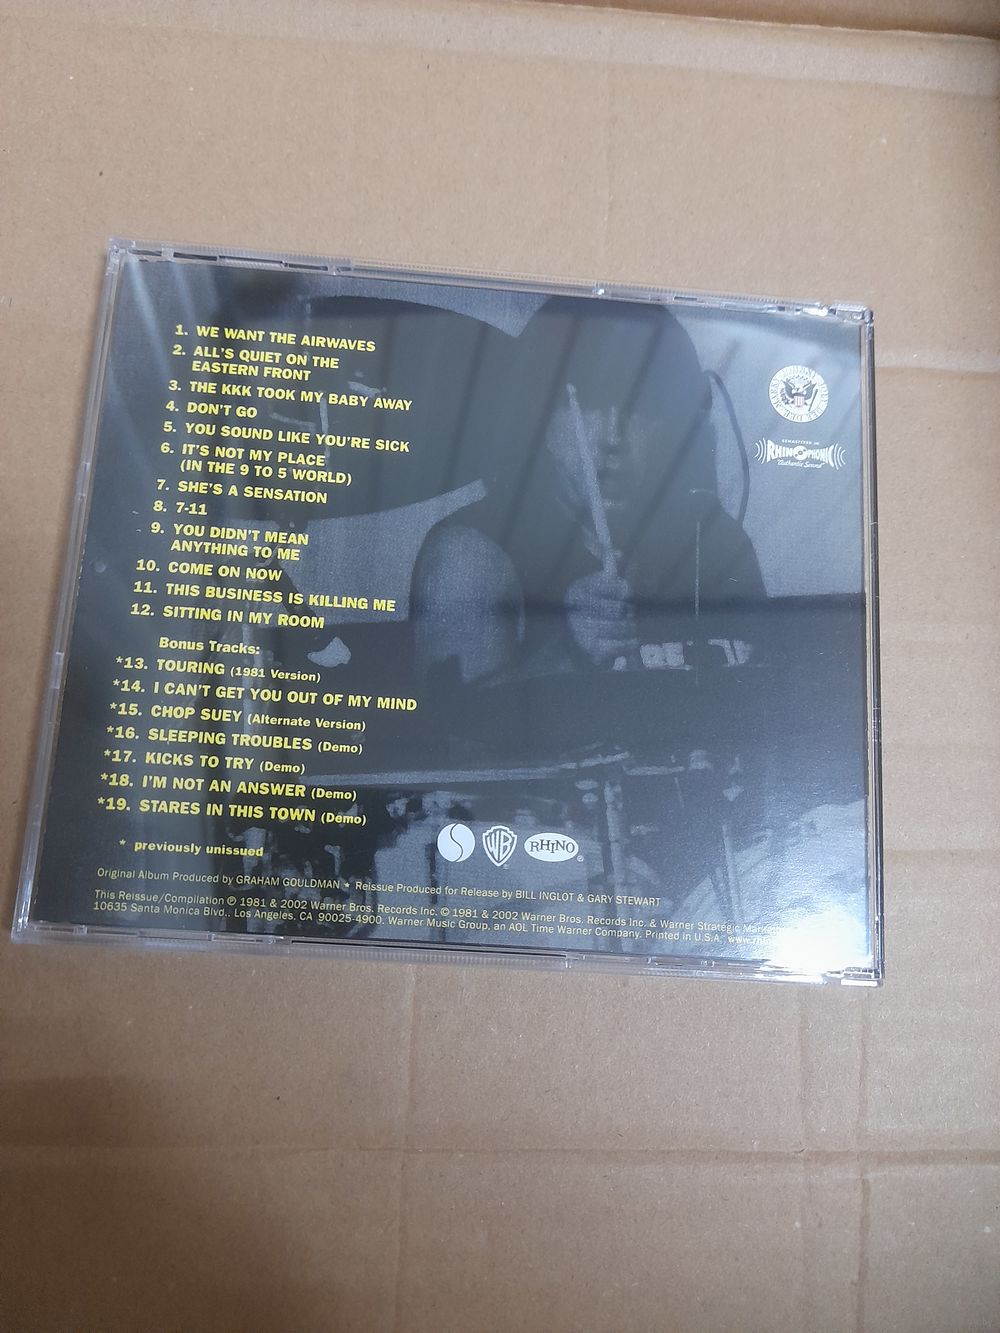 1. WE WANT THE AIRWAVES
2. ALL'S QUIET ON THE
EASTERN FRONT
3. THE KKK TOOK MY BABY AWAY
4. DON'T GO
5. YOU SOUND LIKE YOU'RE SICK
6. IT'S NOT MY PLACE
(IN THE 9 TO 5 WORLD)
7. SHE'S A SENSATION
8. 7-11
9. YOU DIDN'T MEAN
ANYTHING TO ME
10. COME ON NOW
11. THIS BUSINESS IS KILLING ME
12. SITTING IN MY ROOM
Bonus Tracks:
*13. TOURING (1981 Version)
*14. I CAN'T GET YOU OUT OF MY MIND
*15. CHOP SUEY (Alternate Version)
*16. SLEEPING TROUBLES (Demo)
*17. KICKS TO TRY (Demo)
*18. I'M NOT AN ANSWER (Demo)
*19. STARES IN THIS TOWN (Demo)
* previously unissued
REMASTERED IN
RHINOPHONIC
"Authentic Sound"
WB
RHINO
Original Album Produced by GRAHAM GOULDMAN ★ Reissue Produced for Release by BILL INGLOT & GARY STEWART
This Reissue/Compilation ℗ 1981 & 2002 Warner Bros. Records Inc. © 1981 & 2002 Warner Bros. Records Inc. & Warner Strategic
10635 Santa Monica Blvd., Los Angeles, CA 90025-4900. Warner Music Group, an AOL Time Warner Company. Printed in U.S.A.